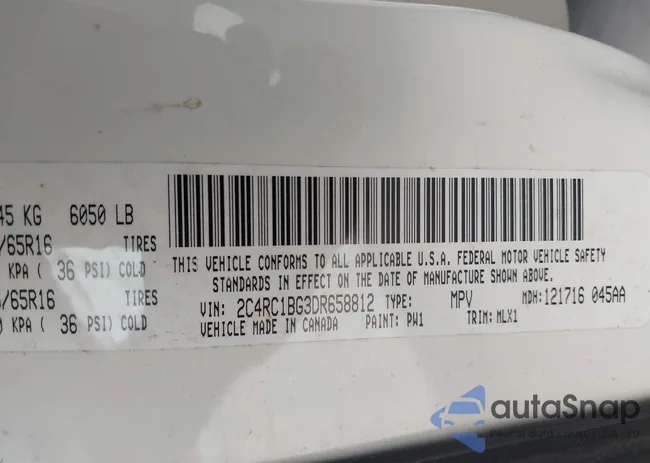 45 KG 6050 LB
/65R16 TIRES
KPA ( 36 PSI) COLD
/65R16 TIRES
KPA ( 36 PSI) COLD
THIS VEHICLE CONFORMS TO ALL APPLICABLE U.S.A. FEDERAL MOTOR VEHICLE SAFETY
STANDARDS IN EFFECT ON THE DATE OF MANUFACTURE SHOWN ABOVE.
VIN: 2C4RC1BG3DR658812 TYPE: MPV MDH: 121716 045AA
VEHICLE MADE IN CANADA PAINT: PW1 TRIM: MLX1
autaSnap